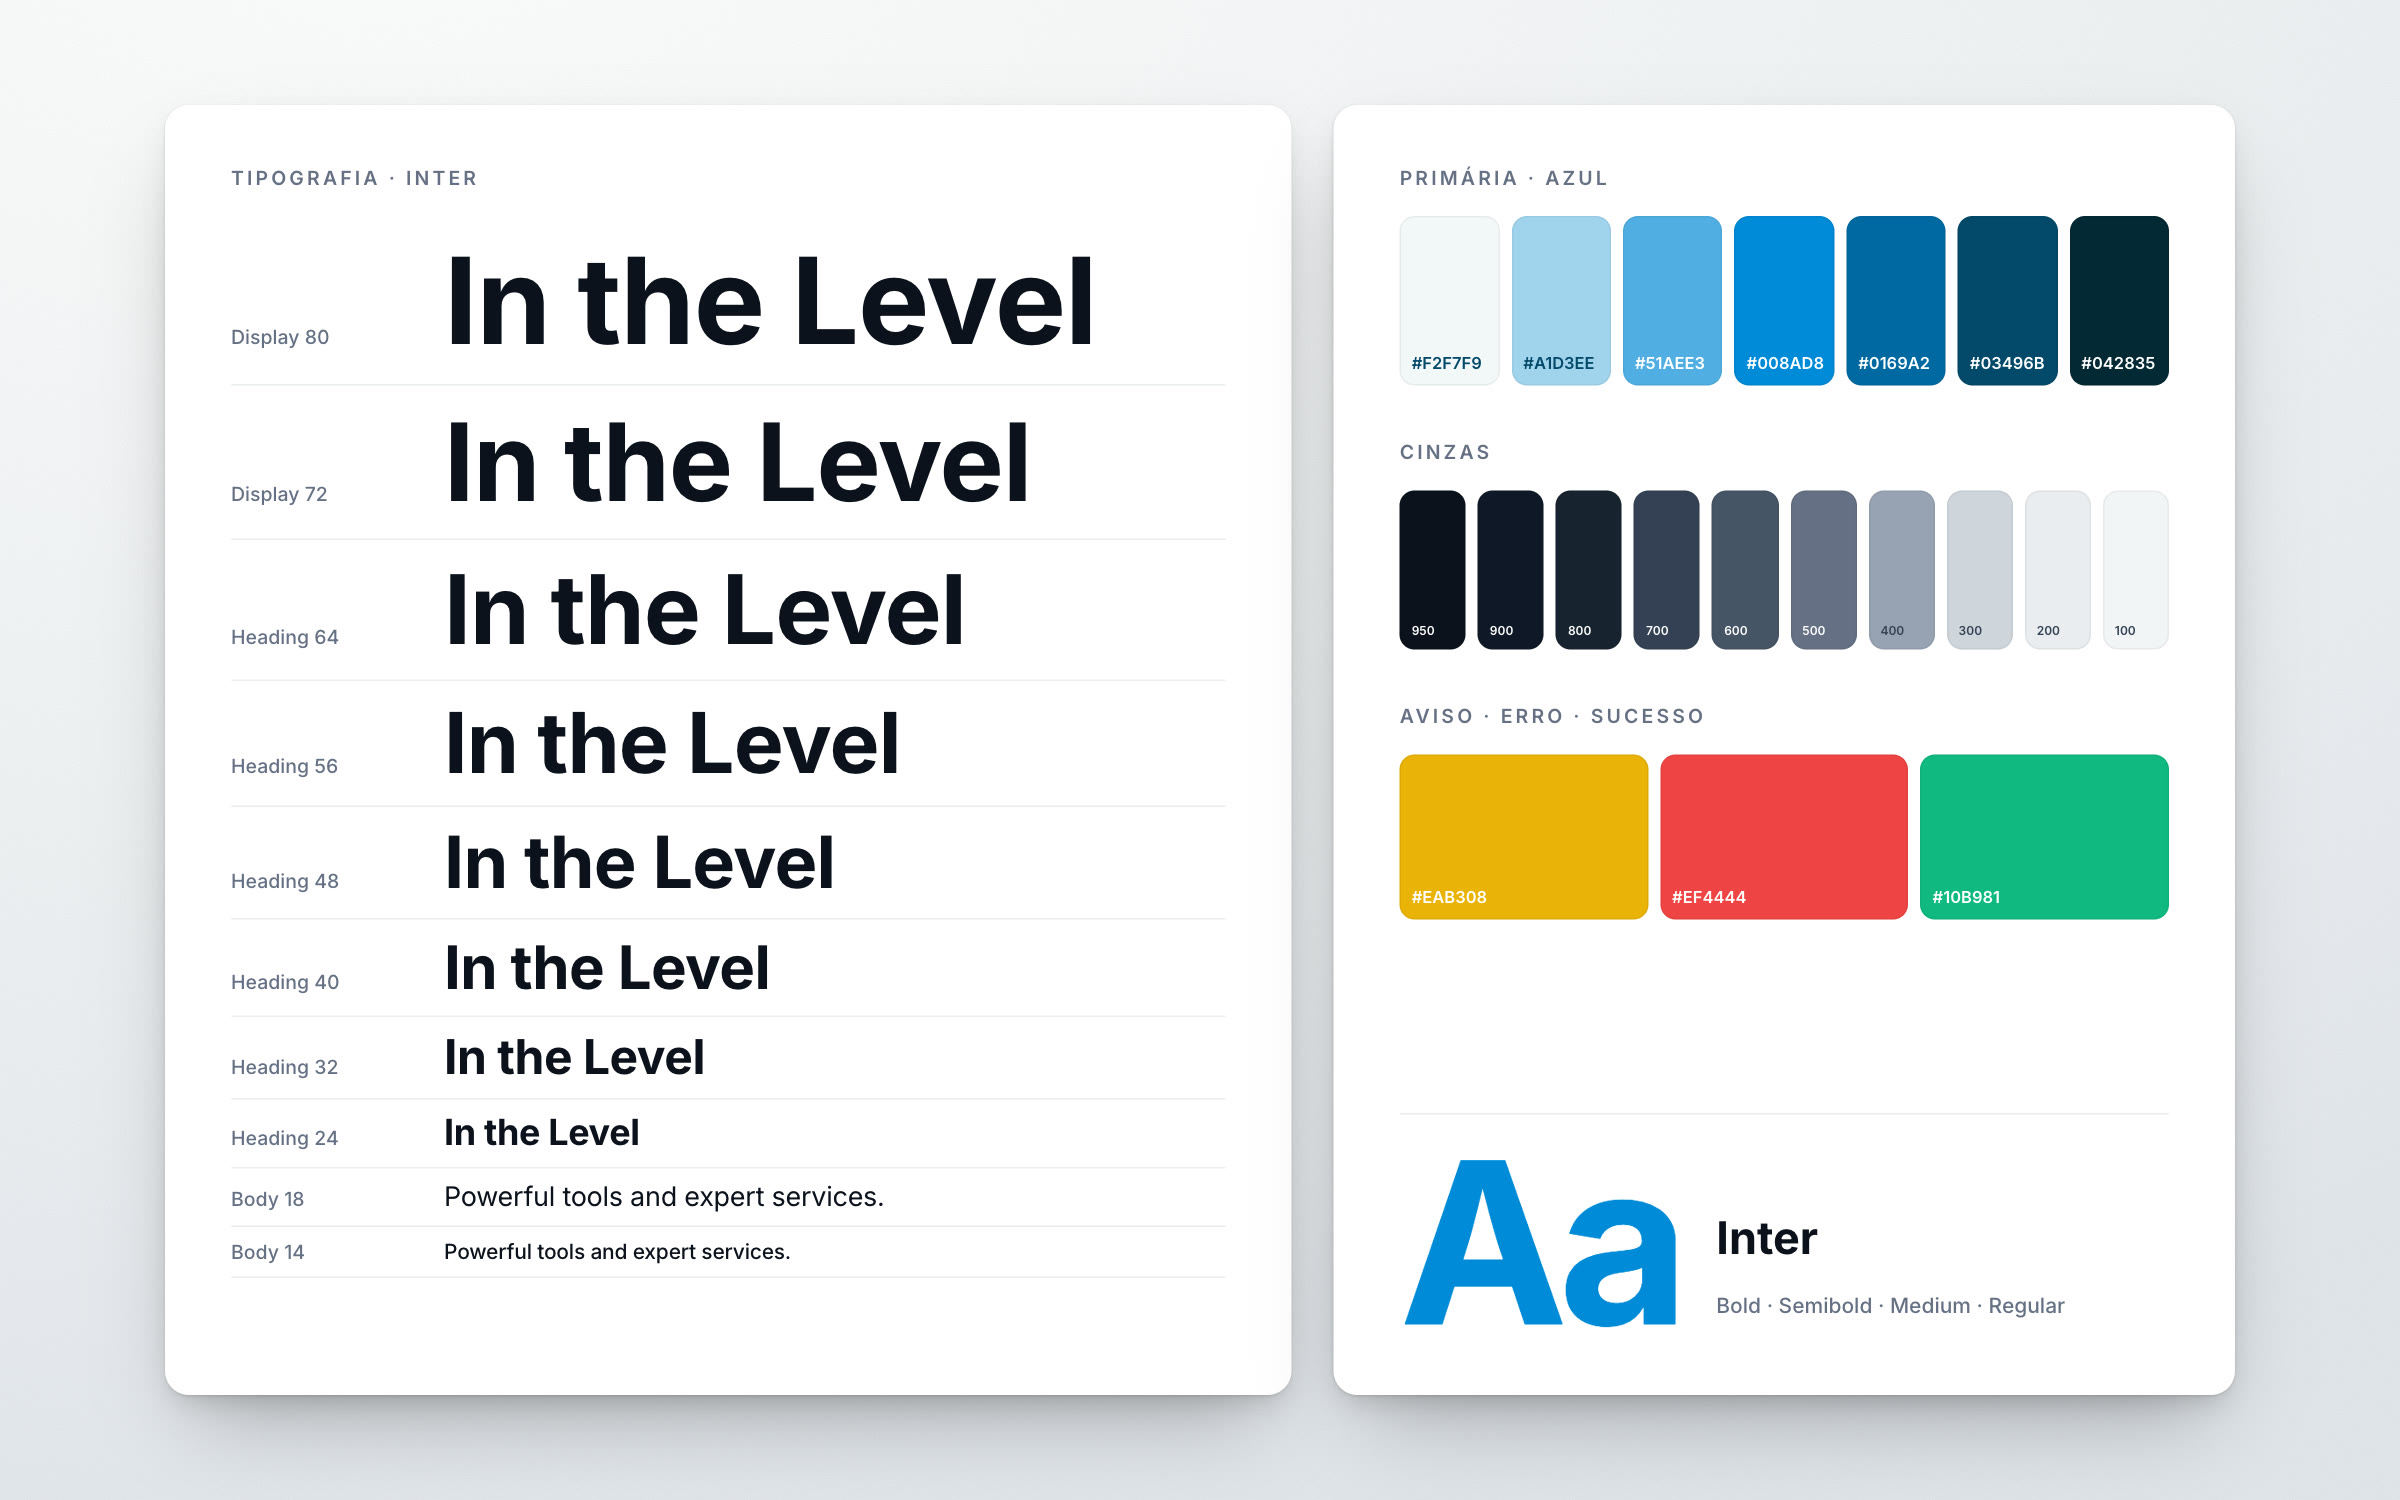 TIPOGRAFIA · INTER
Display 80 In the Level
Display 72 In the Level
Heading 64 In the Level
Heading 56 In the Level
Heading 48 In the Level
Heading 40 In the Level
Heading 32 In the Level
Heading 24 In the Level
Body 18 Powerful tools and expert services.
Body 14 Powerful tools and expert services.
PRIMÁRIA · AZUL
#F2F7F9 #A1D3EE #51AEE3 #008AD8 #0169A2 #03496B #042835
CINZAS
950 900 800 700 600 500 400 300 200 100
AVISO · ERRO · SUCESSO
#EAB308 #EF4444 #10B981
Aa
Inter
Bold · Semibold · Medium · Regular